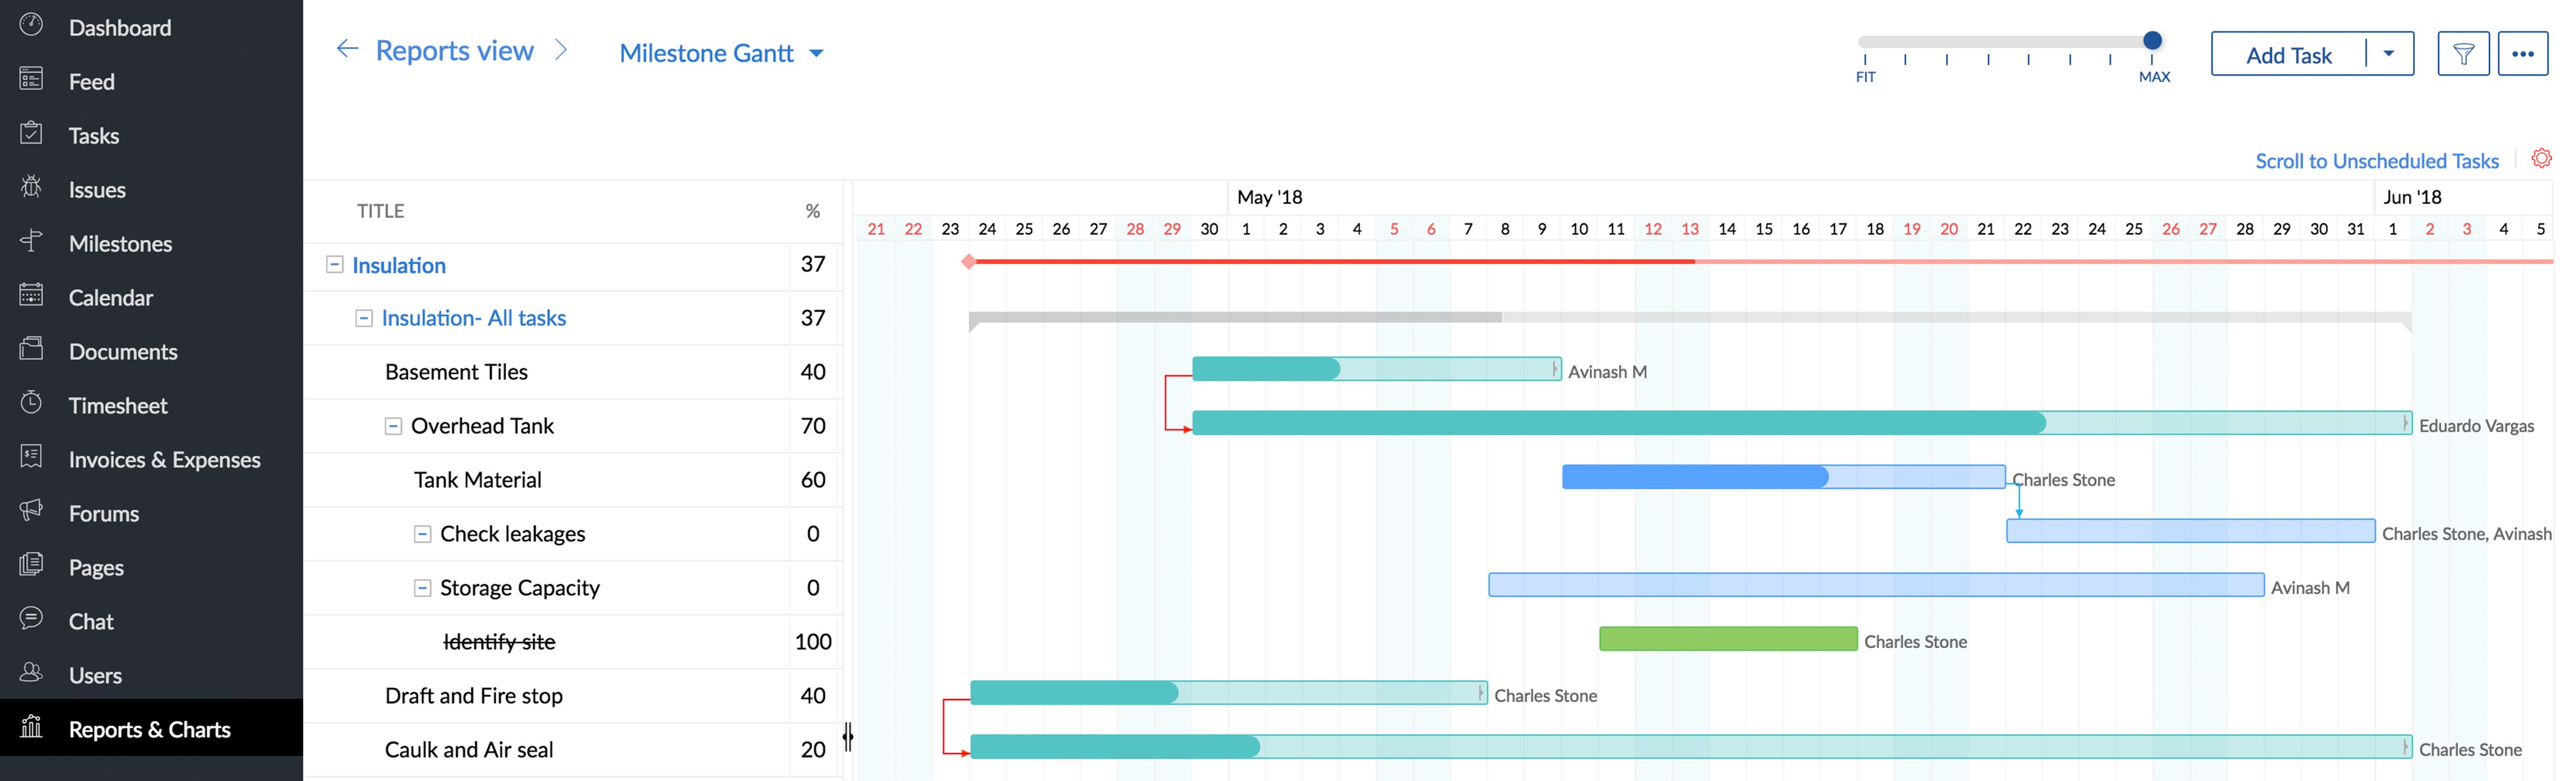 Dashboard
Feed
Tasks
Issues
Milestones
Calendar
Documents
Timesheet
Invoices & Expenses
Forums
Pages
Chat
Users
Reports & Charts
Reports view Milestone Gantt
FIT MAX
Add Task
Scroll to Unscheduled Tasks
TITLE %
May '18 Jun '18
21 22 23 24 25 26 27 28 29 30 1 2 3 4 5 6 7 8 9 10 11 12 13 14 15 16 17 18 19 20 21 22 23 24 25 26 27 28 29 30 31 1 2 3 4 5
Insulation 37
Insulation- All tasks 37
Basement Tiles 40 Avinash M
Overhead Tank 70 Eduardo Vargas
Tank Material 60 Charles Stone
Check leakages 0 Charles Stone, Avinash
Storage Capacity 0 Avinash M
Identify site 100 Charles Stone
Draft and Fire stop 40 Charles Stone
Caulk and Air seal 20 Charles Stone